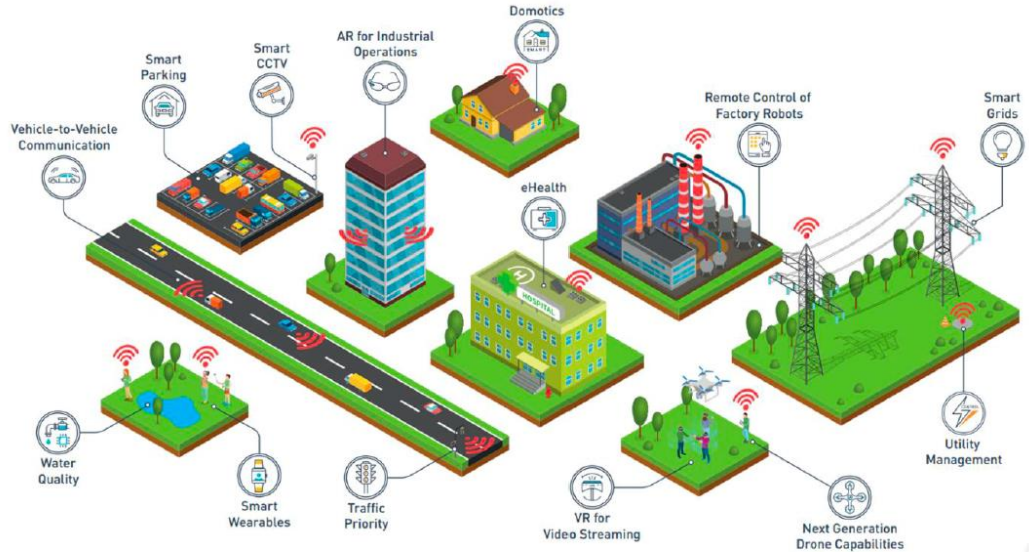 Domotics
AR for Industrial
Operations
Smart
CCTV
Smart
Parking
Vehicle-to-Vehicle
Communication
Remote Control of
Factory Robots
Smart
Grids
eHealth
SMART
H
HOSPITAL
Water
Quality
Smart
Wearables
Traffic
Priority
VR for
Video Streaming
Next Generation
Drone Capabilities
Utility
Management